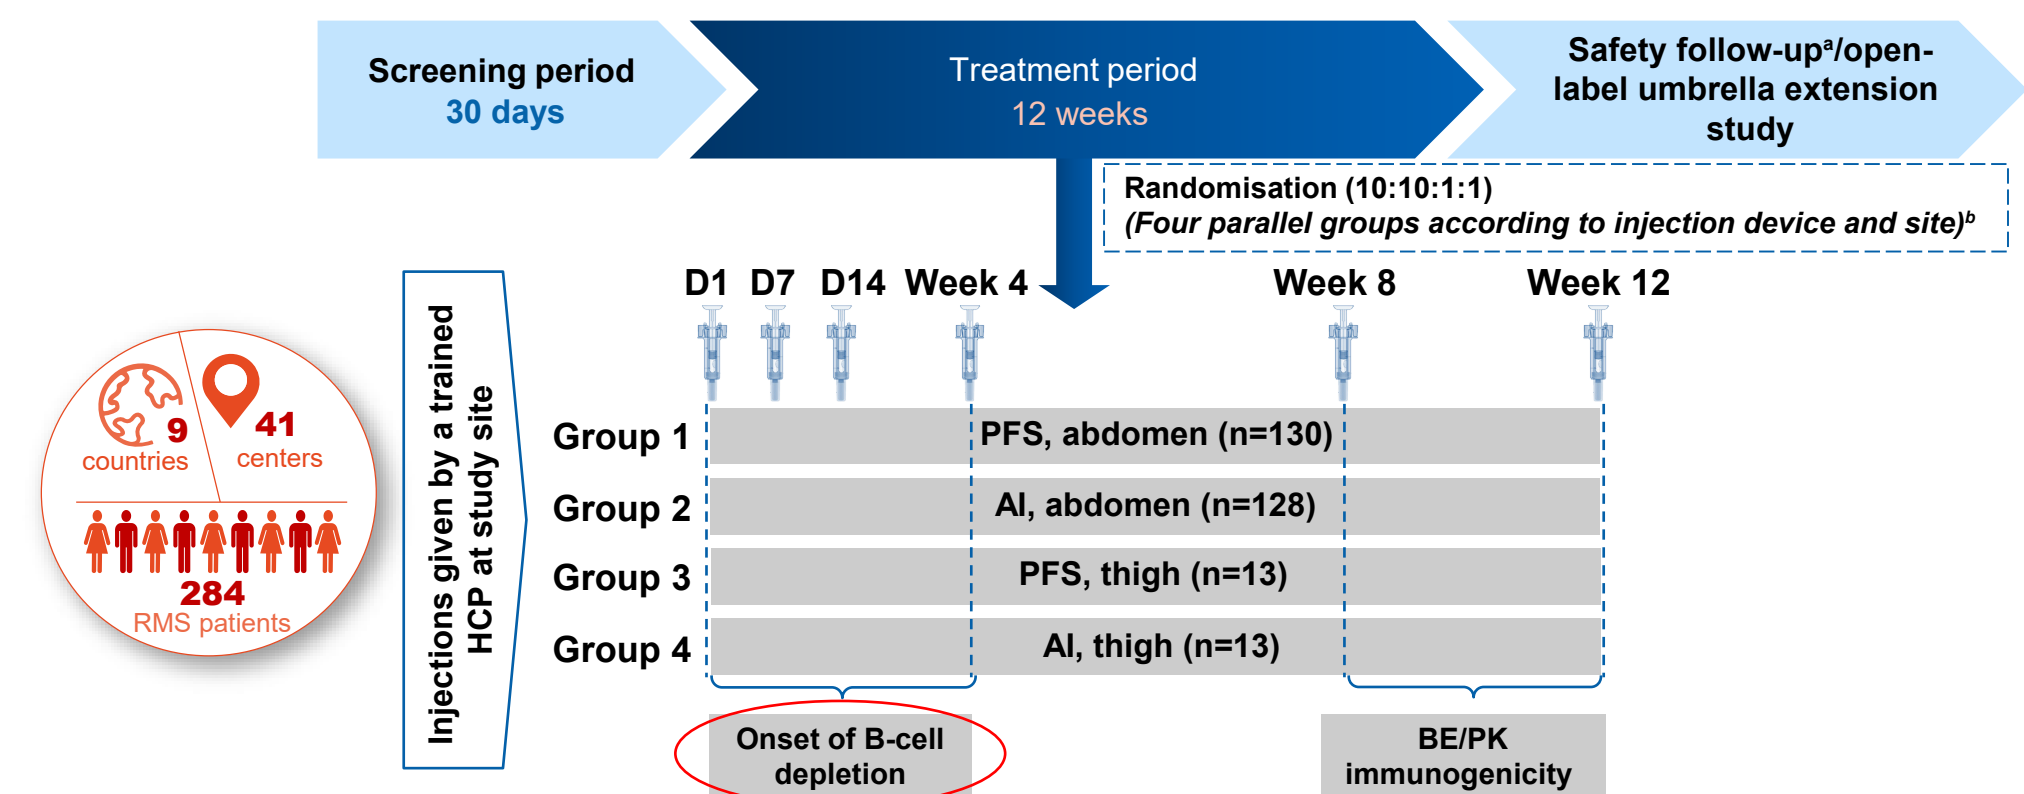 Screening period
30 days
Treatment period
12 weeks
Safety follow-upᵃ/open-
label umbrella extension
study
Randomisation (10:10:1:1)
(Four parallel groups according to injection device and site)ᵇ
D1 D7 D14 Week 4 Week 8 Week 12
9
countries
41
centers
284
RMS patients
Injections given by a trained
HCP at study site
Group 1 PFS, abdomen (n=130)
Group 2 AI, abdomen (n=128)
Group 3 PFS, thigh (n=13)
Group 4 AI, thigh (n=13)
Onset of B-cell
depletion
BE/PK
immunogenicity